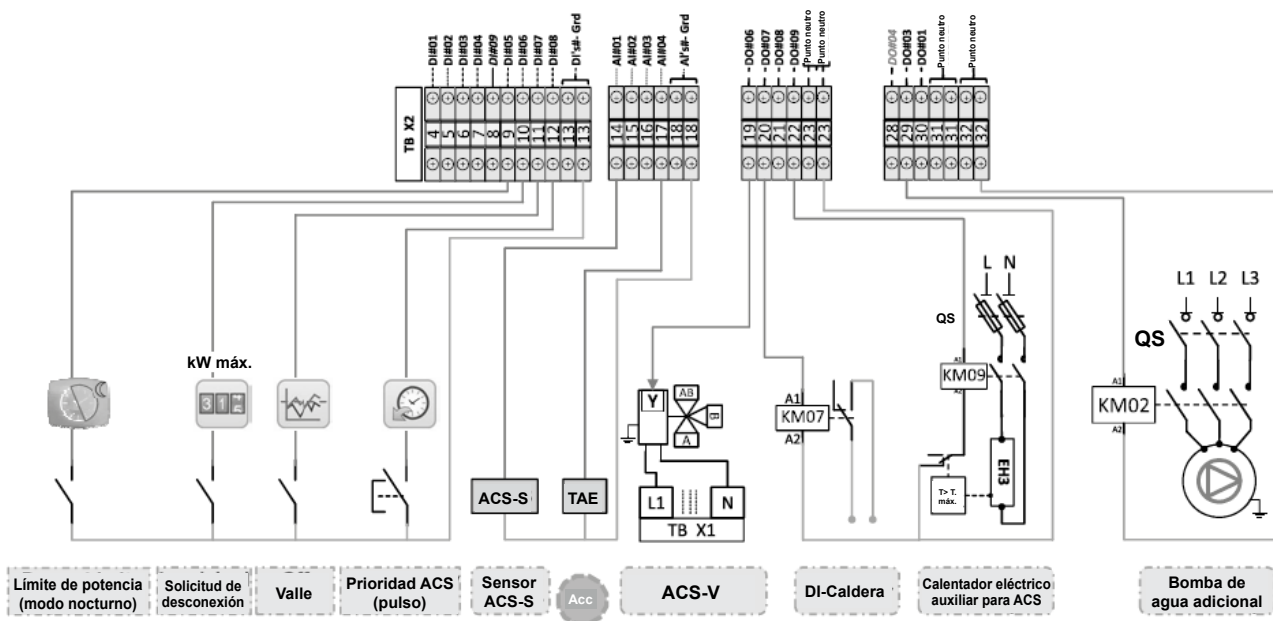 DI#01
DI#02
DI#03
DI#04
DI#09
DI#05
DI#06
DI#07
DI#08
DI's#- Grd
AI#01
AI#02
AI#03
AI#04
AI's#- Grd
DO#06
DO#07
DO#08
DO#09
Punto neutro
Punto neutro
DO#04
DO#03
DO#01
Punto neutro
Punto neutro
TB X2
4
5
6
7
8
9
10
11
12
13
13
14
15
16
17
18
18
19
20
21
22
23
23
28
29
30
31
31
32
32
L N
L1 L2 L3
QS
QS
kW máx.
31
A1
KM09
A2
A1
KM02
A2
Y
AB
B
A
A1
KM07
A2
EH3
T> T.
máx.
ACS-S
TAE
L1
N
TB X1
Límite de potencia
(modo nocturno)
Solicitud de
desconexión
Valle
Prioridad ACS
(pulso)
Sensor
ACS-S
Acc
ACS-V
DI-Caldera
Calentador eléctrico
auxiliar para ACS
Bomba de
agua adicional